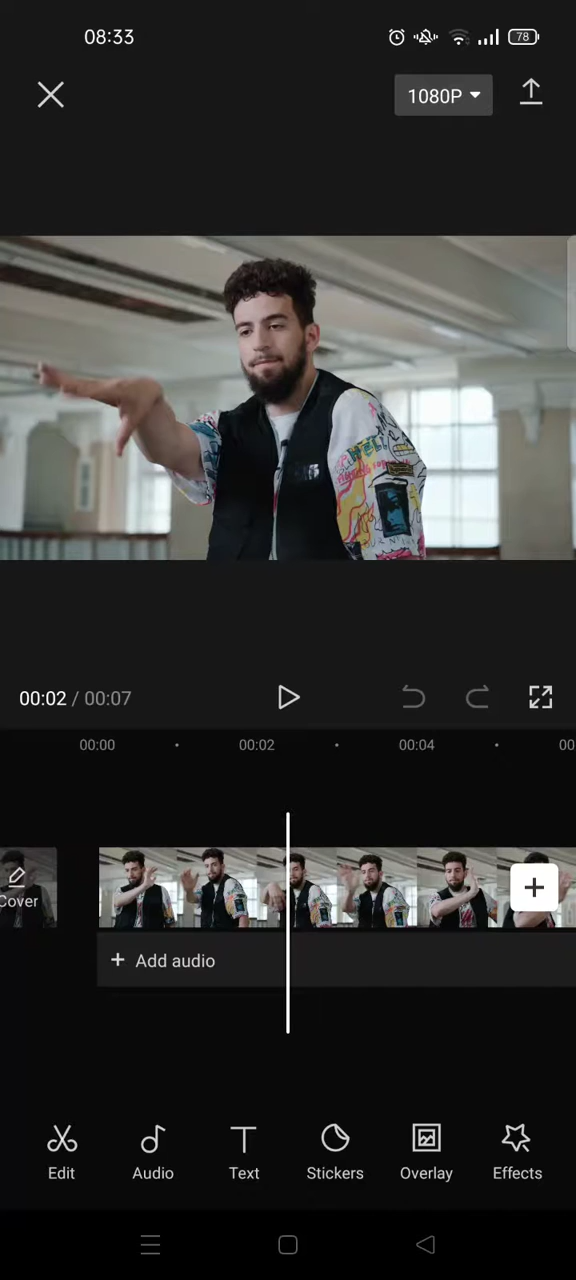 08:33
78
1080P
00:02 / 00:07
00:00
00:02
00:04
00
Cover
+ Add audio
Edit
Audio
Text
Stickers
Overlay
Effects